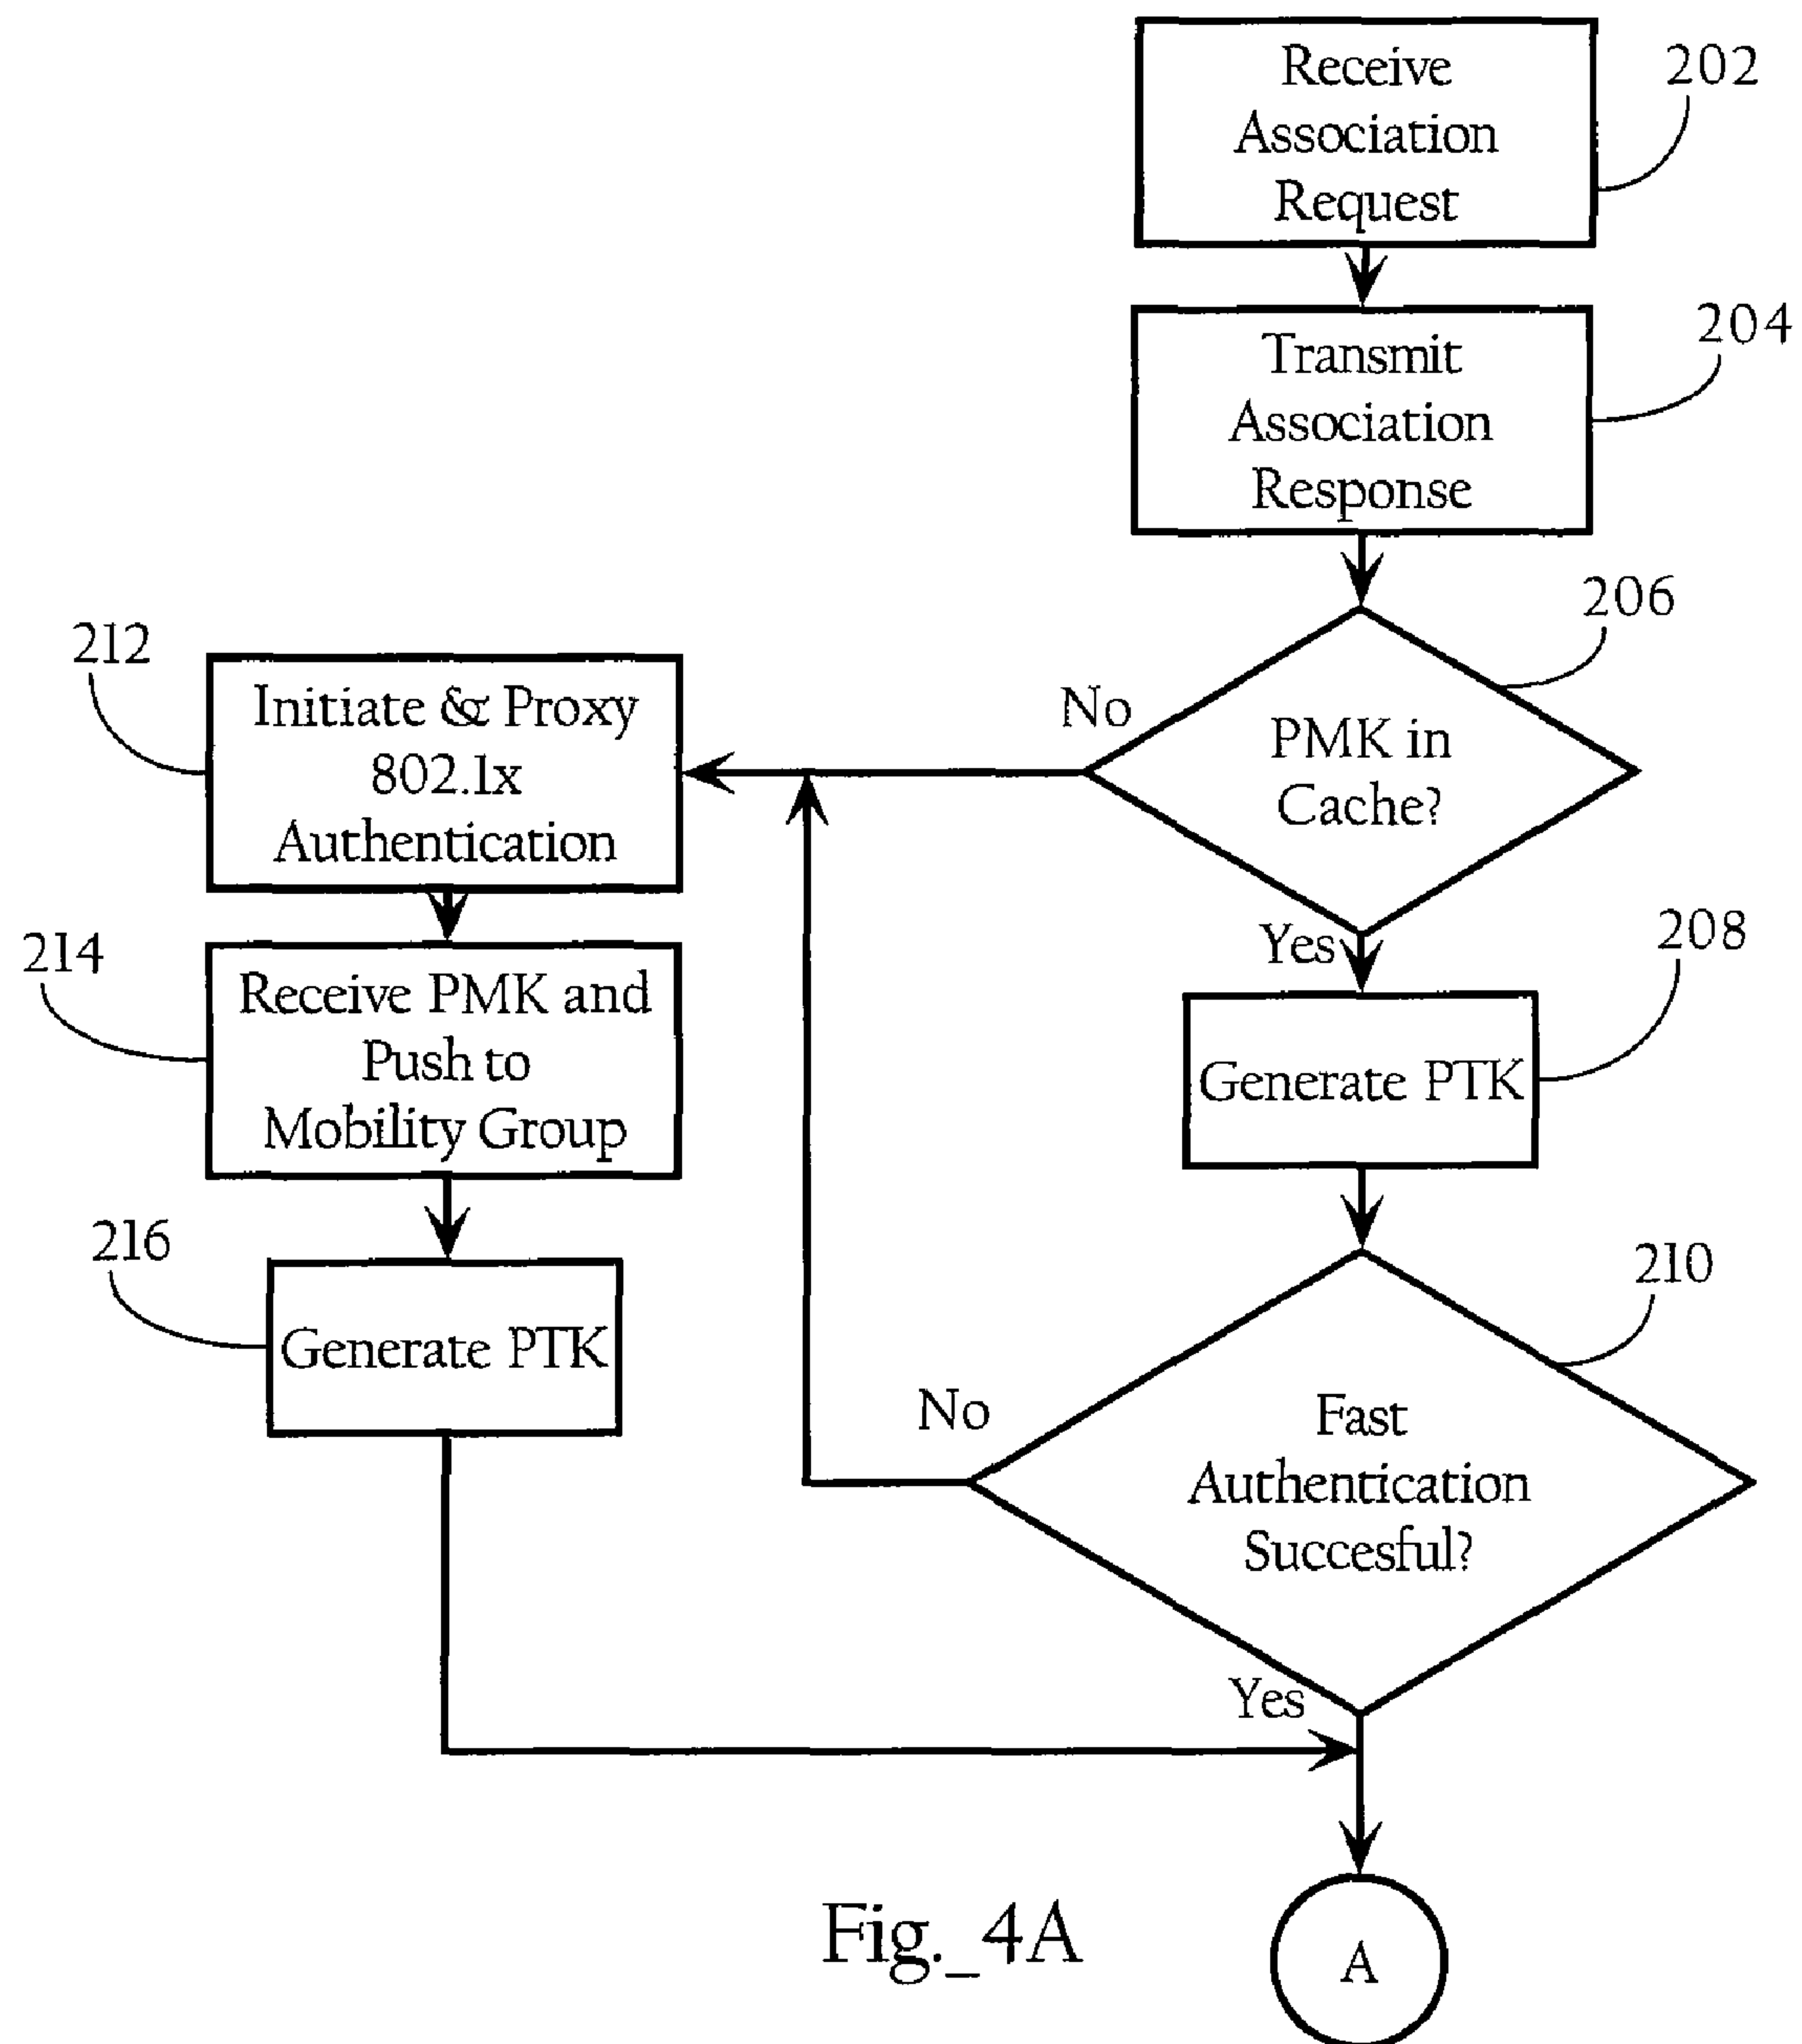 Receive
Association
Request
202
Transmit
Association
Response
204
206
PMK in
Cache?
No
Yes
212
Initiate & Proxy
802.1x
Authentication
214
Receive PMK and
Push to
Mobility Group
208
Generate PTK
216
Generate PTK
210
Fast
Authentication
Succesful?
No
Yes
A
Fig._4A